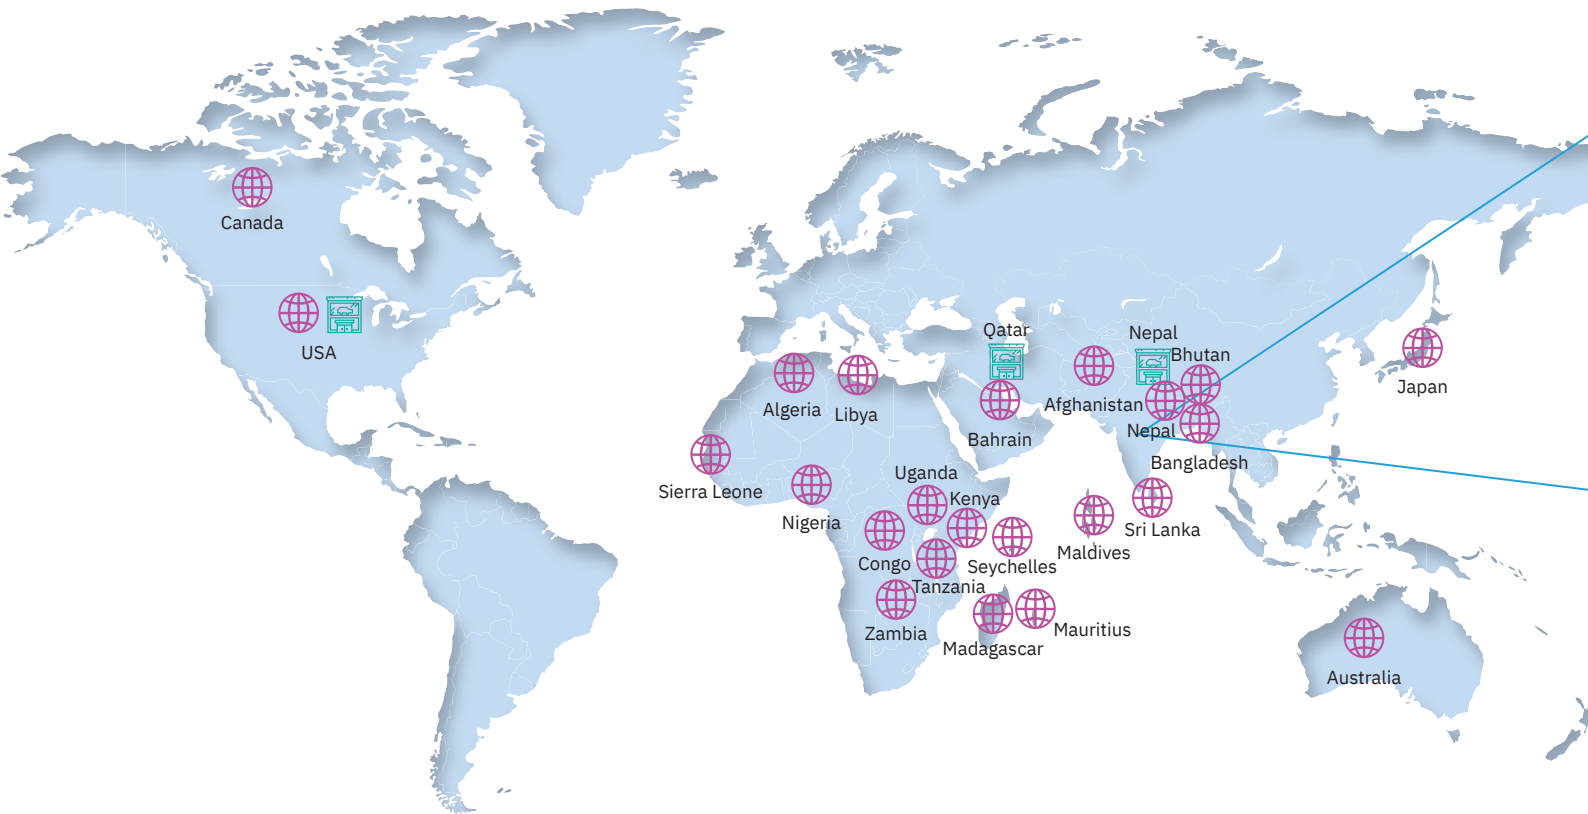 Canada
USA
Qatar
Nepal
Bhutan
Japan
Algeria
Libya
Afghanistan
Bahrain
Nepal
Bangladesh
Sierra Leone
Uganda
Kenya
Nigeria
Sri Lanka
Maldives
Congo
Seychelles
Tanzania
Zambia
Mauritius
Madagascar
Australia